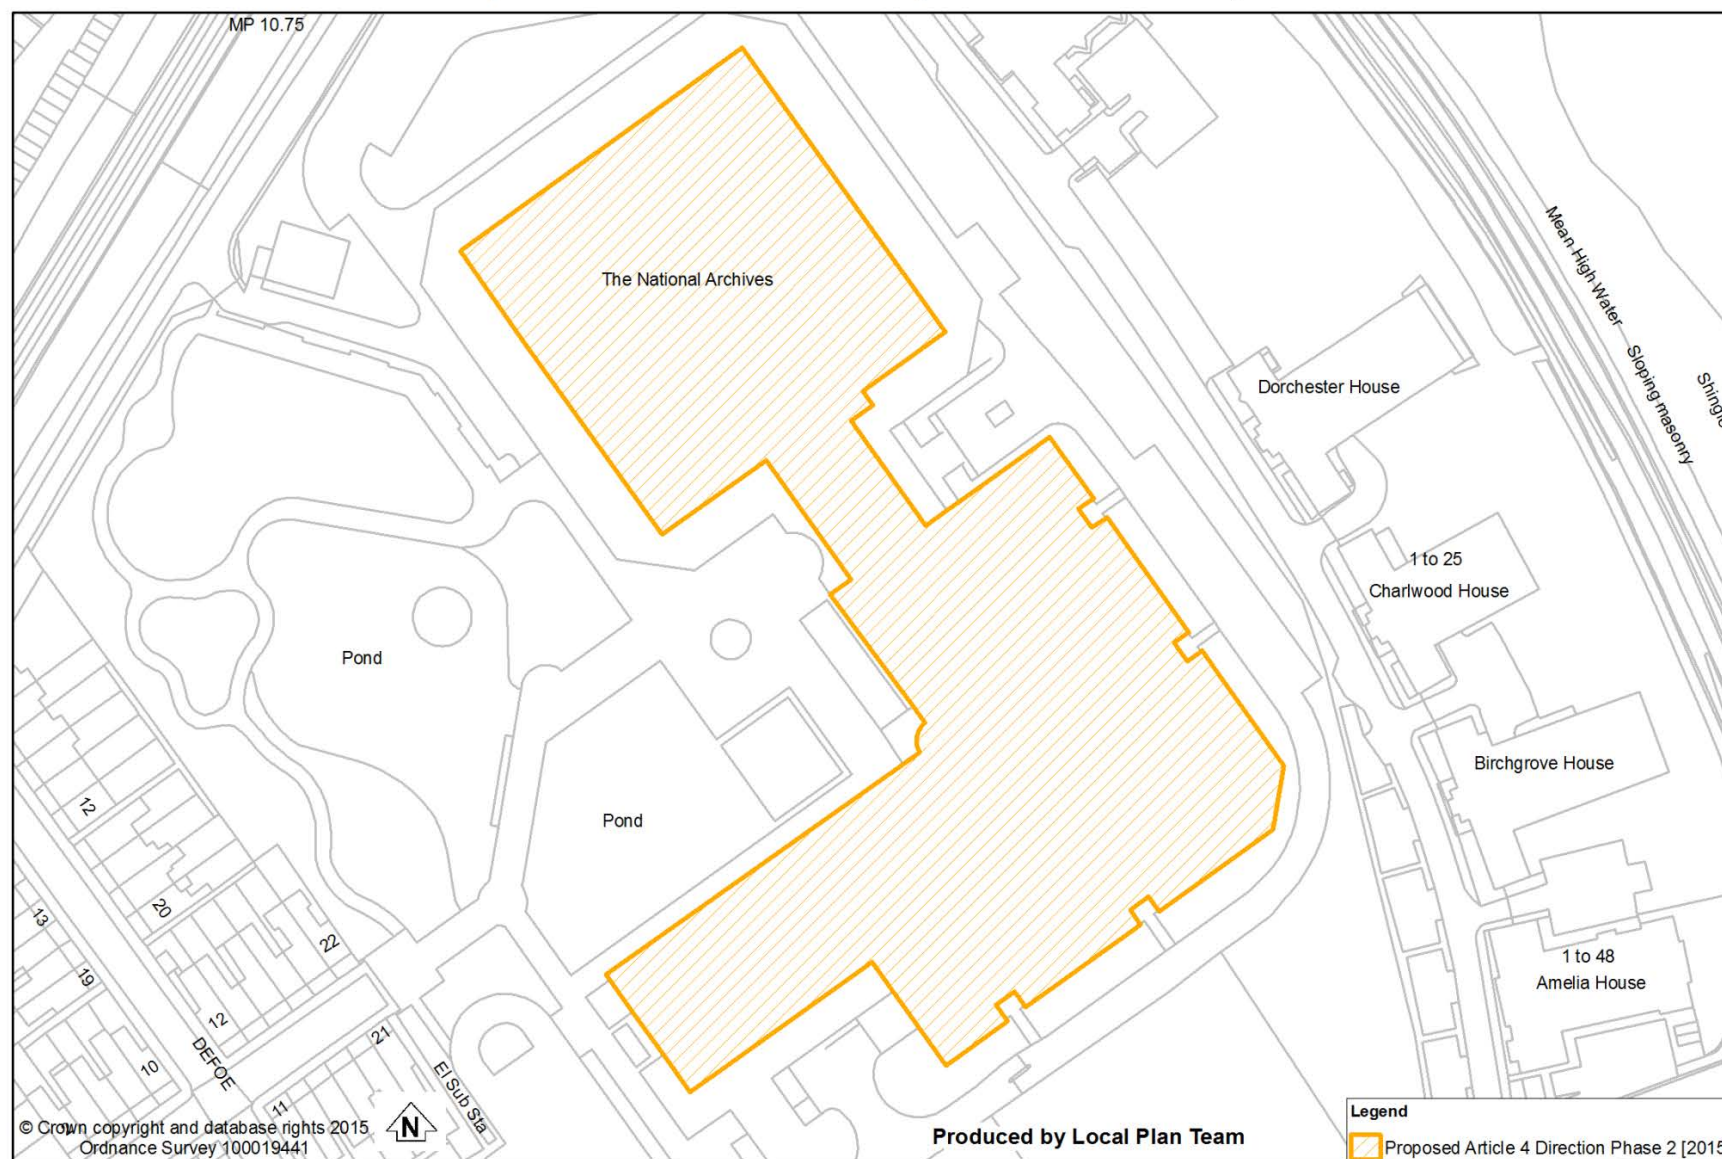 MP 10.75
The National Archives
Mean High Water
Sloping masonry
Dorchester House
1 to 25
Charlwood House
Pond
Birchgrove House
Pond
12
13
20
22
19
1 to 48
Amelia House
12
21
DEFOE
10
11
El Sub Sta
© Crown copyright and database rights 2015
Ordnance Survey 100019441
N
Produced by Local Plan Team
Legend
Proposed Article 4 Direction Phase 2 [2015